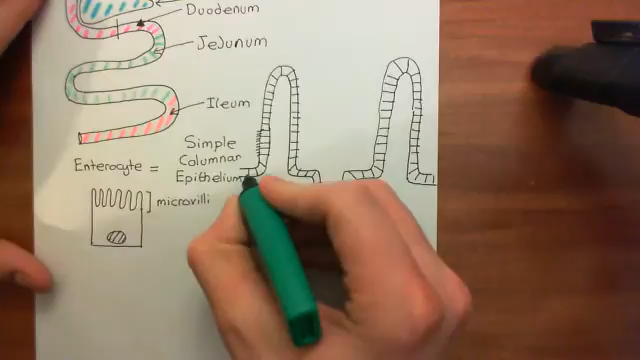 Duodenum
Jejunum
Ileum
Enterocyte = Simple
Columnar
Epithelium
microvilli